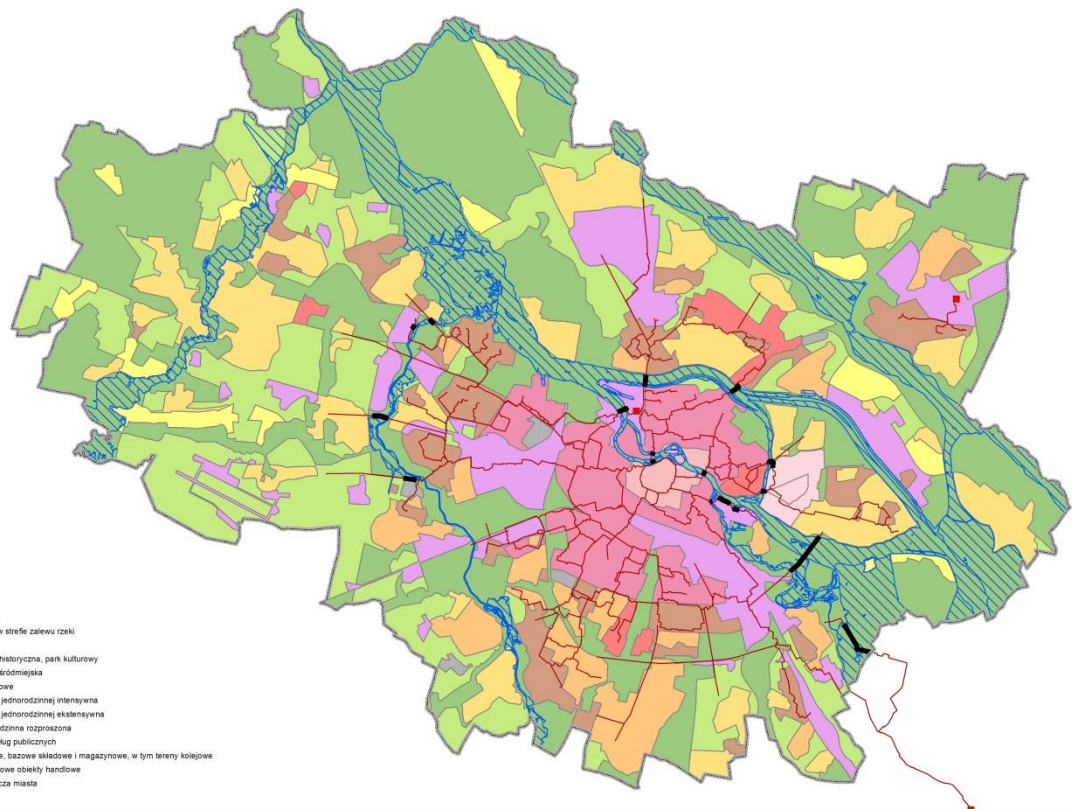 w strefie zalewu rzeki
historyczna, park kulturowy
śródmiejska
owe
jednorodzinnej intensywna
jednorodzinnej ekstensywna
dzinna rozproszona
ług publicznych
e, bazowe składowe i magazynowe, w tym tereny kolejowe
owe obiekty handlowe
cza miasta